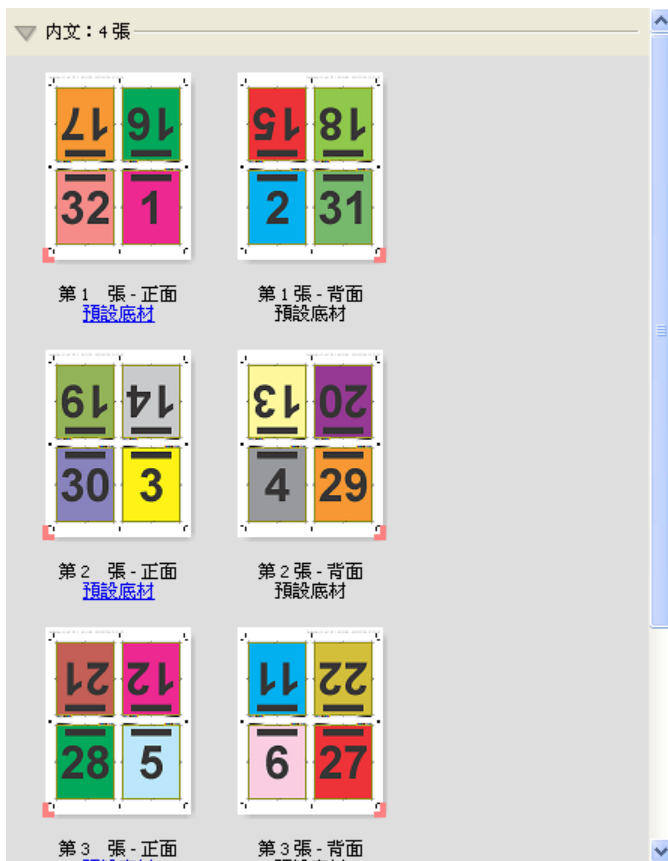 內文：4 張
17 16
32 1
15 18
2 31
第 1 張 - 正面
預設底材
第 1 張 - 背面
預設底材
19 14
30 3
13 20
4 29
第 2 張 - 正面
預設底材
第 2 張 - 背面
預設底材
21 12
28 5
11 22
6 27
第 3 張 - 正面
第 3 張 - 背面